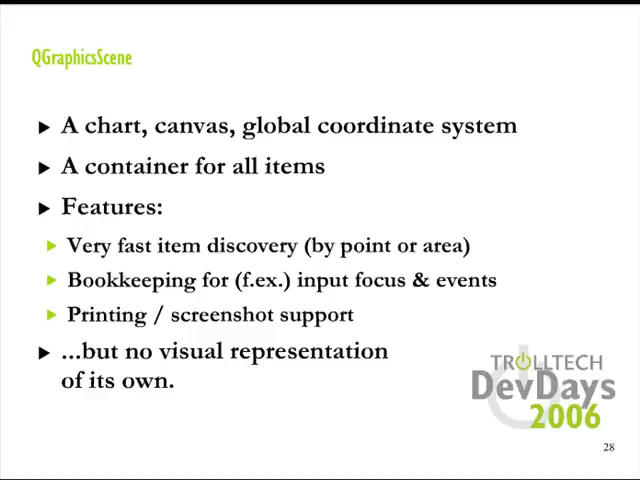 QGraphicsScene
A chart, canvas, global coordinate system
A container for all items
Features:
Very fast item discovery (by point or area)
Bookkeeping for (f.ex.) input focus & events
Printing / screenshot support
...but no visual representation
of its own.
TROLLTECH
DevDays
2006
28